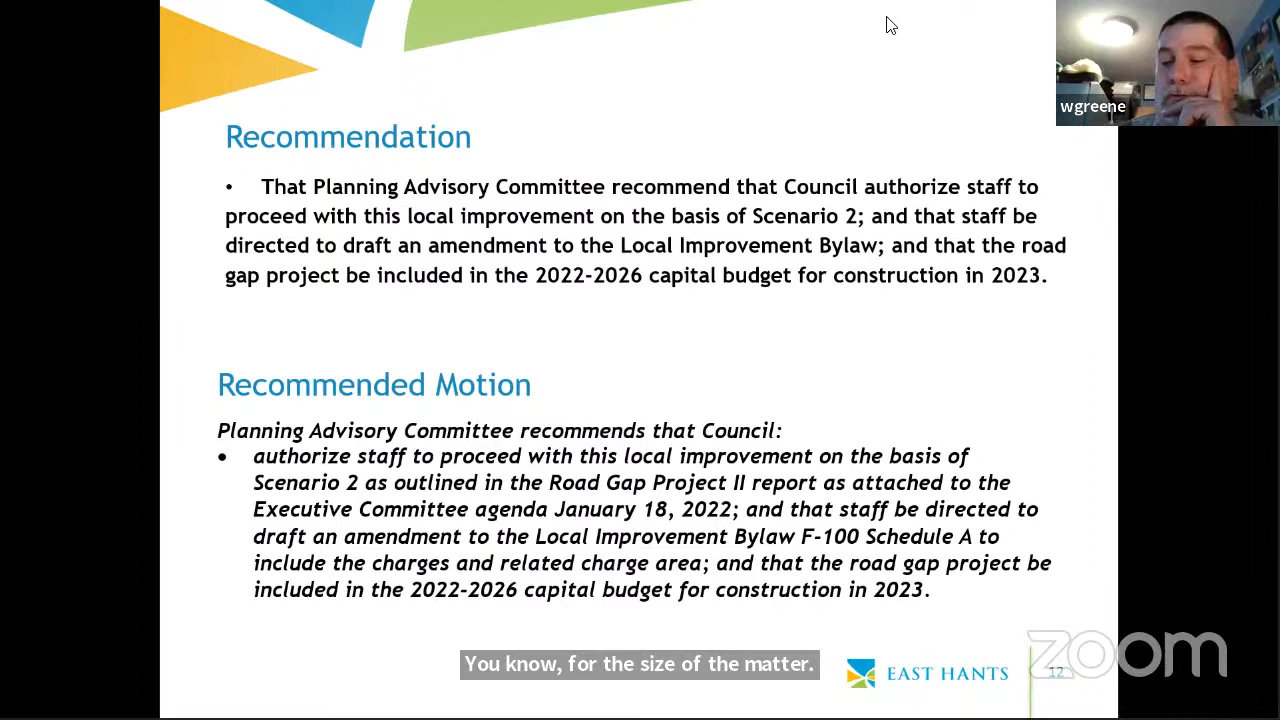 wgreene
Recommendation
• That Planning Advisory Committee recommend that Council authorize staff to
proceed with this local improvement on the basis of Scenario 2; and that staff be
directed to draft an amendment to the Local Improvement Bylaw; and that the road
gap project be included in the 2022-2026 capital budget for construction in 2023.
Recommended Motion
Planning Advisory Committee recommends that Council:
• authorize staff to proceed with this local improvement on the basis of
Scenario 2 as outlined in the Road Gap Project II report as attached to the
Executive Committee agenda January 18, 2022; and that staff be directed to
draft an amendment to the Local Improvement Bylaw F-100 Schedule A to
include the charges and related charge area; and that the road gap project be
included in the 2022-2026 capital budget for construction in 2023.
You know, for the size of the matter.
EAST HANTS
12
zoom